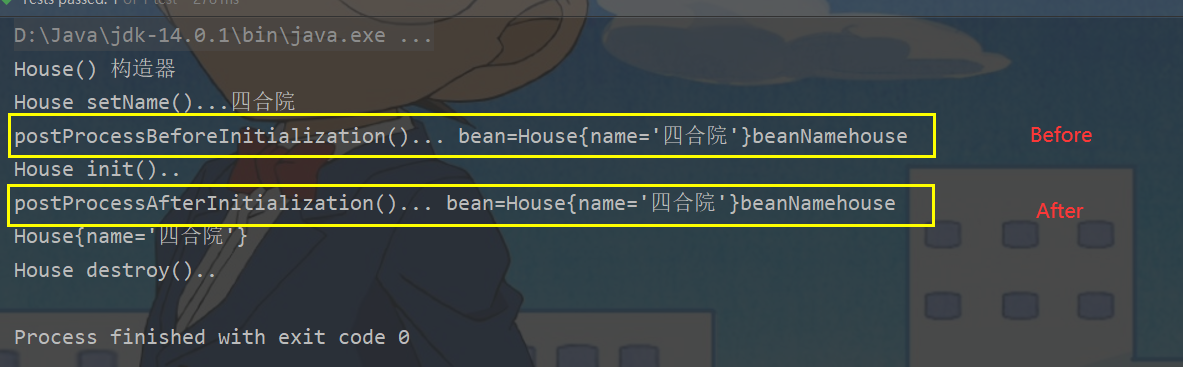 Tests passed: 1 of 1 test – 276 ms
D:\Java\jdk-14.0.1\bin\java.exe ...
House() 构造器
House setName()...四合院
postProcessBeforeInitialization()... bean=House{name='四合院'}beanNamehouse
Before
House init()..
postProcessAfterInitialization()... bean=House{name='四合院'}beanNamehouse
After
House{name='四合院'}
House destroy()..
Process finished with exit code 0